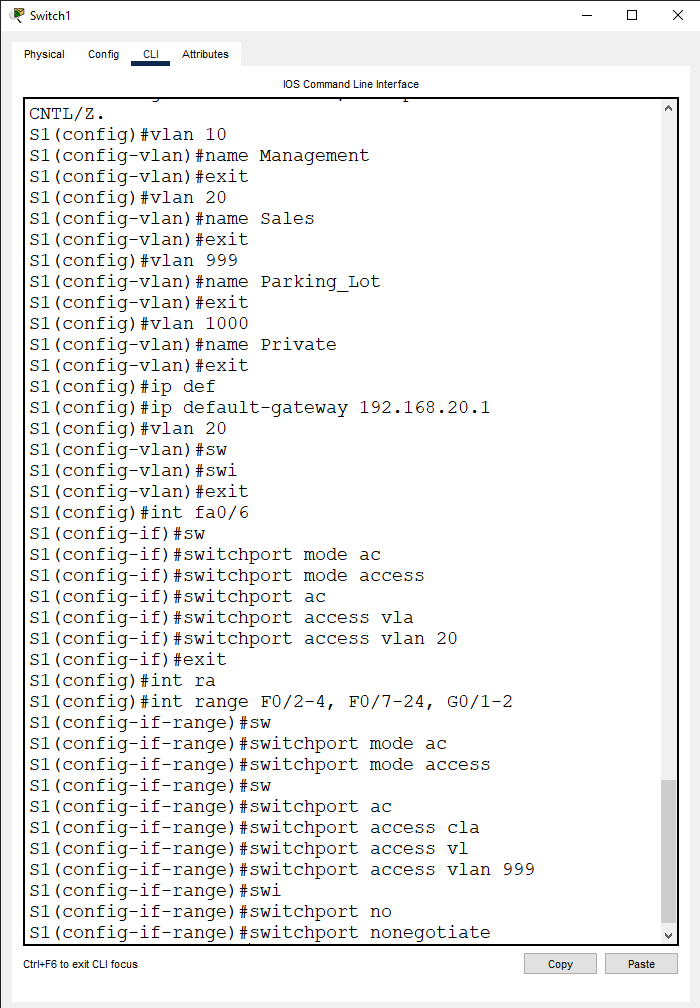 Switch1
Physical Config CLI Attributes
IOS Command Line Interface
CNTL/Z.
S1(config)#vlan 10
S1(config-vlan)#name Management
S1(config-vlan)#exit
S1(config)#vlan 20
S1(config-vlan)#name Sales
S1(config-vlan)#exit
S1(config)#vlan 999
S1(config-vlan)#name Parking_Lot
S1(config-vlan)#exit
S1(config)#vlan 1000
S1(config-vlan)#name Private
S1(config-vlan)#exit
S1(config)#ip def
S1(config)#ip default-gateway 192.168.20.1
S1(config)#vlan 20
S1(config-vlan)#sw
S1(config-vlan)#swi
S1(config-vlan)#exit
S1(config)#int fa0/6
S1(config-if)#sw
S1(config-if)#switchport mode ac
S1(config-if)#switchport mode access
S1(config-if)#switchport ac
S1(config-if)#switchport access vla
S1(config-if)#switchport access vlan 20
S1(config-if)#exit
S1(config)#int ra
S1(config)#int range F0/2-4, F0/7-24, G0/1-2
S1(config-if-range)#sw
S1(config-if-range)#switchport mode ac
S1(config-if-range)#switchport mode access
S1(config-if-range)#sw
S1(config-if-range)#switchport ac
S1(config-if-range)#switchport access cla
S1(config-if-range)#switchport access vl
S1(config-if-range)#switchport access vlan 999
S1(config-if-range)#swi
S1(config-if-range)#switchport no
S1(config-if-range)#switchport nonegotiate
Ctrl+F6 to exit CLI focus
Copy Paste